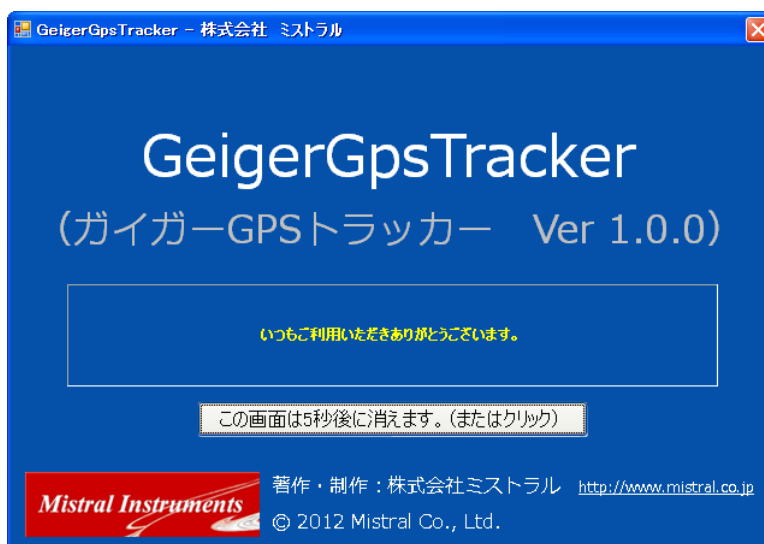 GeigerGpsTracker - 株式会社 ミストラル
GeigerGpsTracker
（ガイガーGPSトラッカー　Ver 1.0.0）
いつもご利用いただきありがとうございます。
この画面は5秒後に消えます。（またはクリック）
Mistral Instruments
著作・制作：株式会社ミストラル　http://www.mistral.co.jp
© 2012 Mistral Co., Ltd.